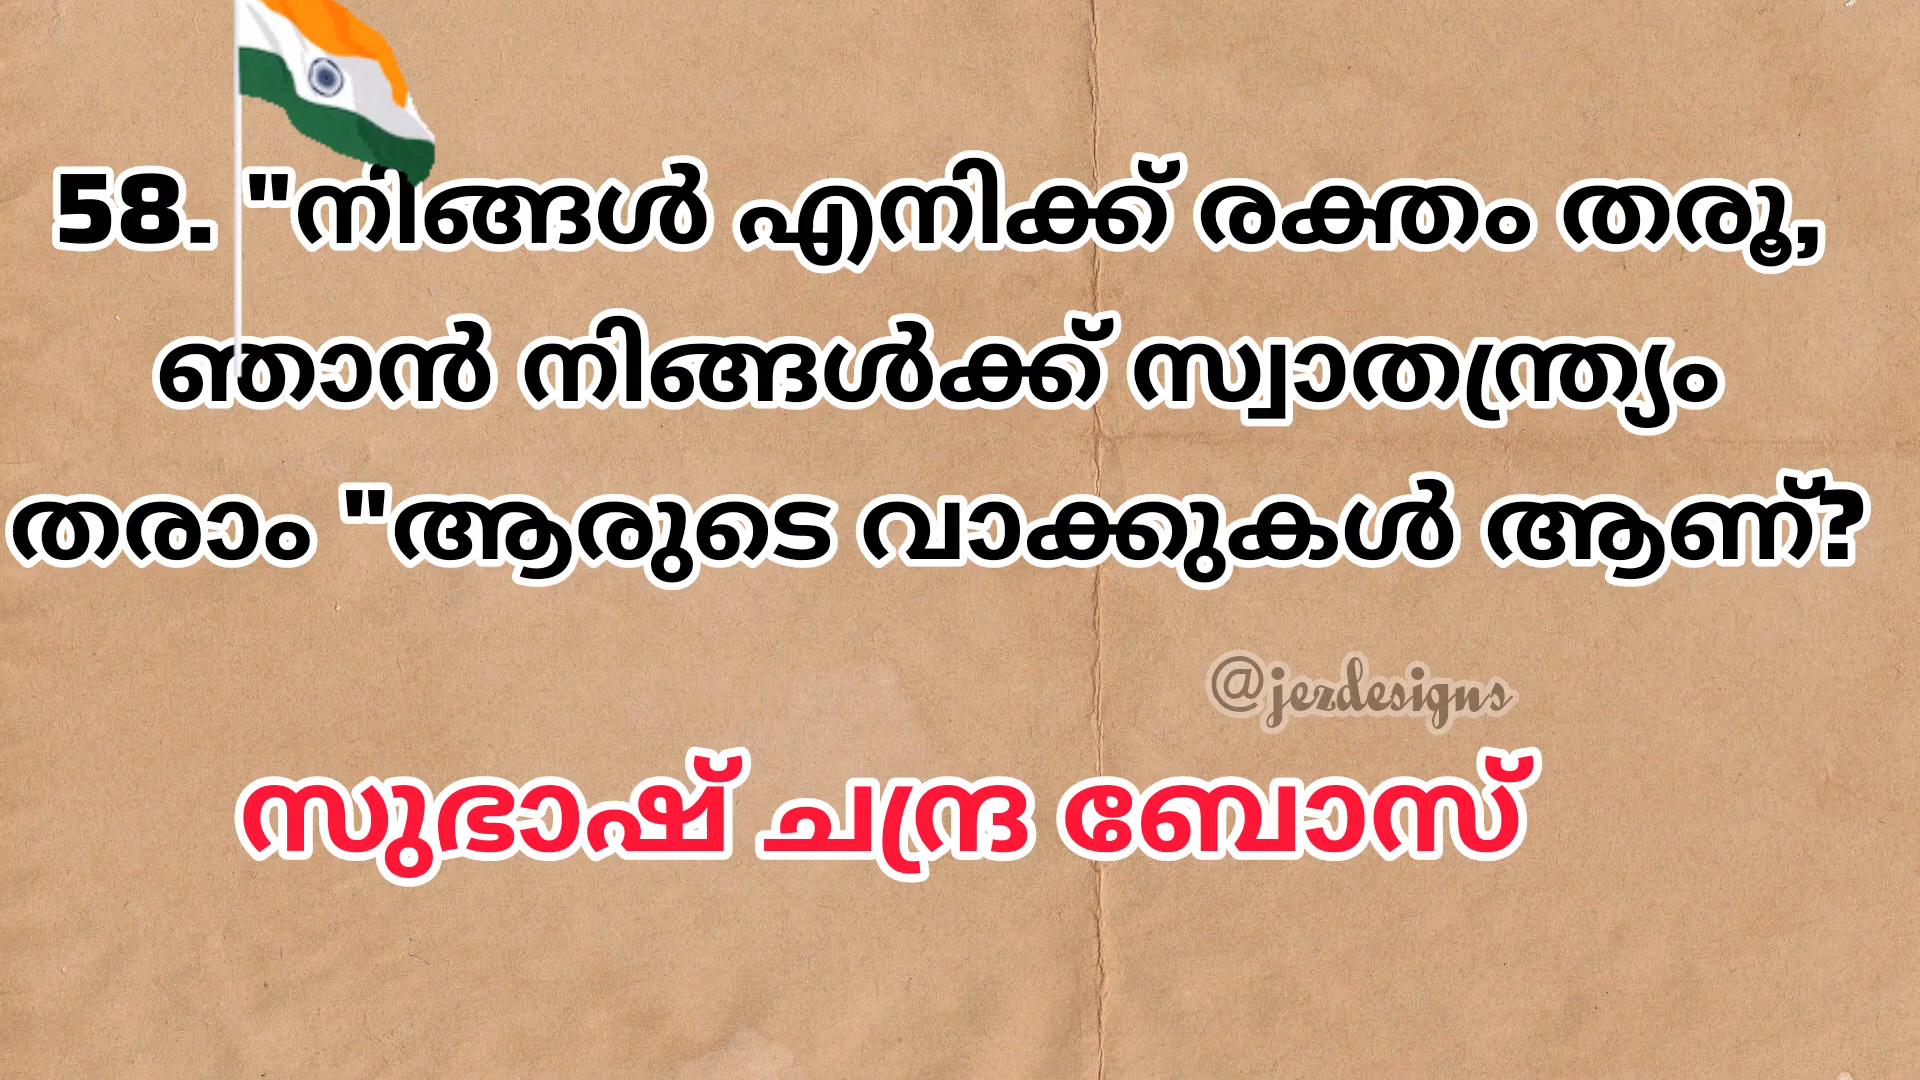 58. "നിങ്ങൾ എനിക്ക് രക്തം തരൂ,
ഞാൻ നിങ്ങൾക്ക് സ്വാതന്ത്ര്യം
തരാം "ആരുടെ വാക്കുകൾ ആണ്?
@jezdesigns
സുഭാഷ് ചന്ദ്ര ബോസ്